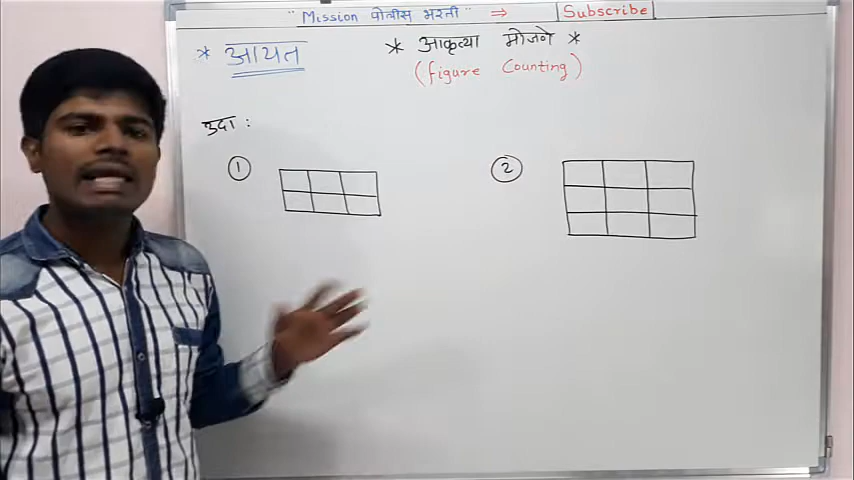 "Mission पोलीस भरती" ⇒ Subscribe
* आयत * आकृत्या मोजणे *
(figure Counting)
उदा :
1 2